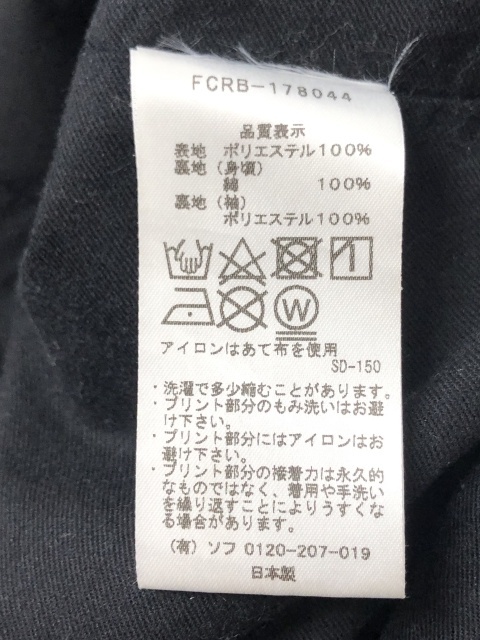 FCRB-178044
品質表示
表地 ポリエステル100%
裏地(身頃)
綿 100%
裏地(袖)
ポリエステル100%
W
アイロンはあて布を使用
SD-150
・洗濯で多少縮むことがあります。
・プリント部分のもみ洗いはお避
け下さい。
・プリント部分にはアイロンはお
避け下さい。
・プリント部分の接着力は永久的
なものではなく、着用や手洗い
を繰り返すことによりうすくな
る場合があります。
(有)ソフ 0120-207-019
日本製